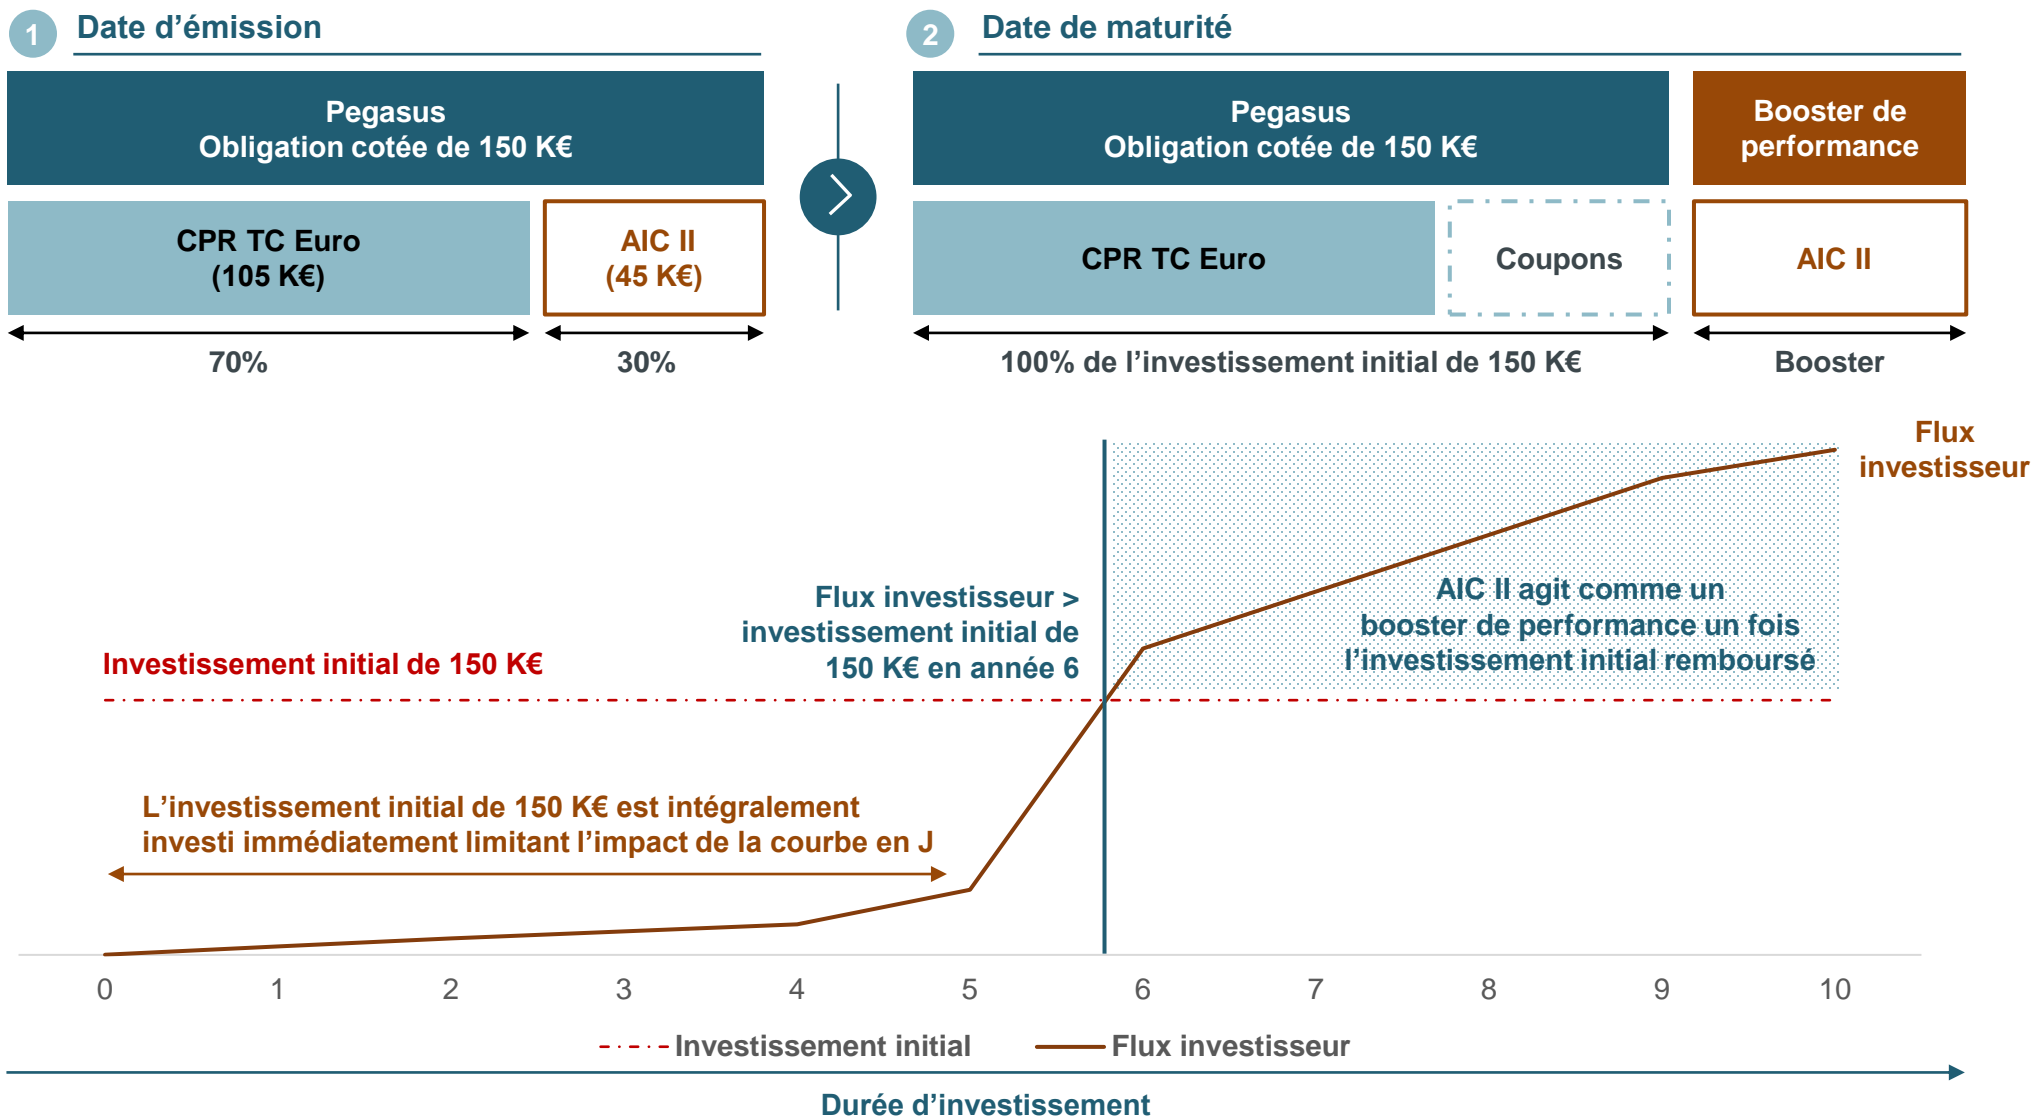 1
Date d’émission
2
Date de maturité
Pegasus
Obligation cotée de 150 K€
Pegasus
Obligation cotée de 150 K€
Booster de
performance
CPR TC Euro
(105 K€)
AIC II
(45 K€)
CPR TC Euro
Coupons
AIC II
70%
30%
100% de l’investissement initial de 150 K€
Booster
Flux
investisseur
Flux investisseur >
investissement initial de
150 K€ en année 6
AIC II agit comme un
booster de performance un fois
l’investissement initial remboursé
Investissement initial de 150 K€
L’investissement initial de 150 K€ est intégralement
investi immédiatement limitant l’impact de la courbe en J
0 1 2 3 4 5 6 7 8 9 10
Investissement initial
Flux investisseur
Durée d’investissement